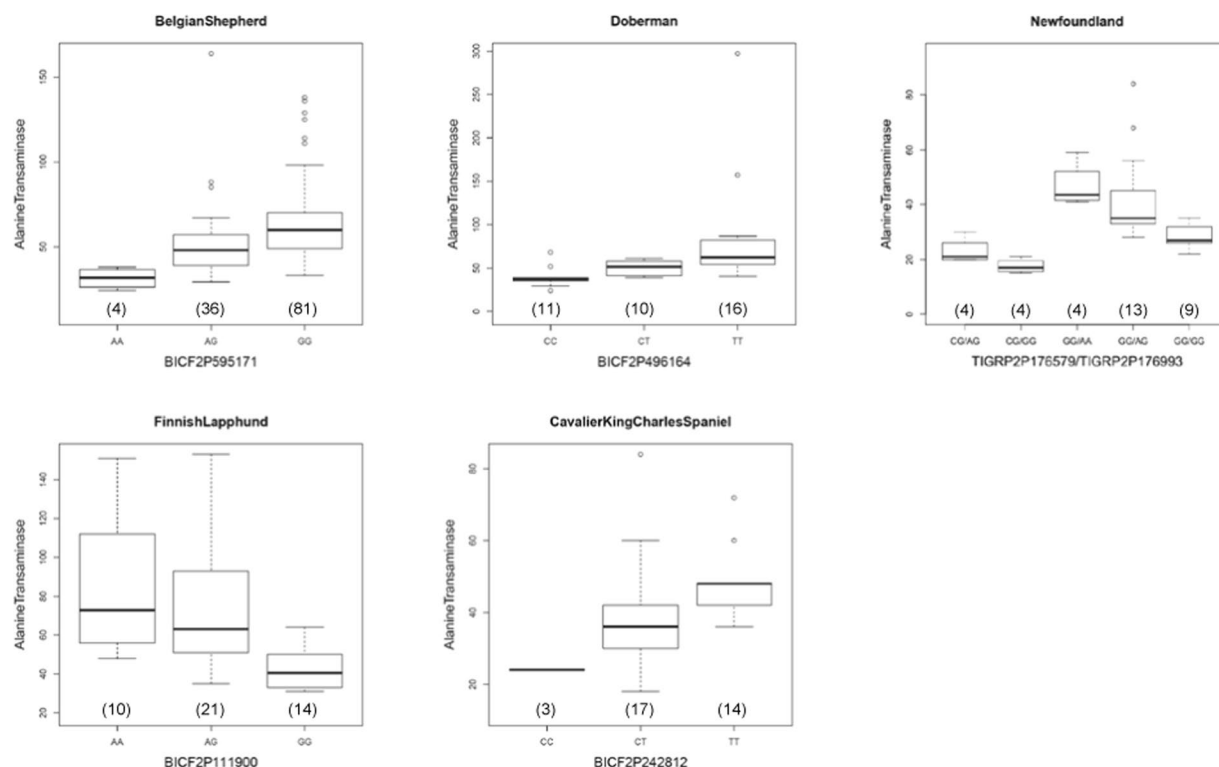 BelgianShepherd
AlanineTransaminase
150
100
50
(4) (36) (81)
AA AG GG
BICF2P595171
Doberman
AlanineTransaminase
300
250
200
150
100
50
0
(11) (10) (16)
CC CT TT
BICF2P496164
Newfoundland
AlanineTransaminase
80
60
40
20
0
(4) (4) (4) (13) (9)
CG/AG CG/GG GG/AA GG/AG GG/GG
TIGRP2P176579/TIGRP2P176993
FinnishLapphund
AlanineTransaminase
140
120
100
80
60
40
20
(10) (21) (14)
AA AG GG
BICF2P111900
CavalierKingCharlesSpaniel
AlanineTransaminase
80
60
40
20
(3) (17) (14)
CC CT TT
BICF2P242812